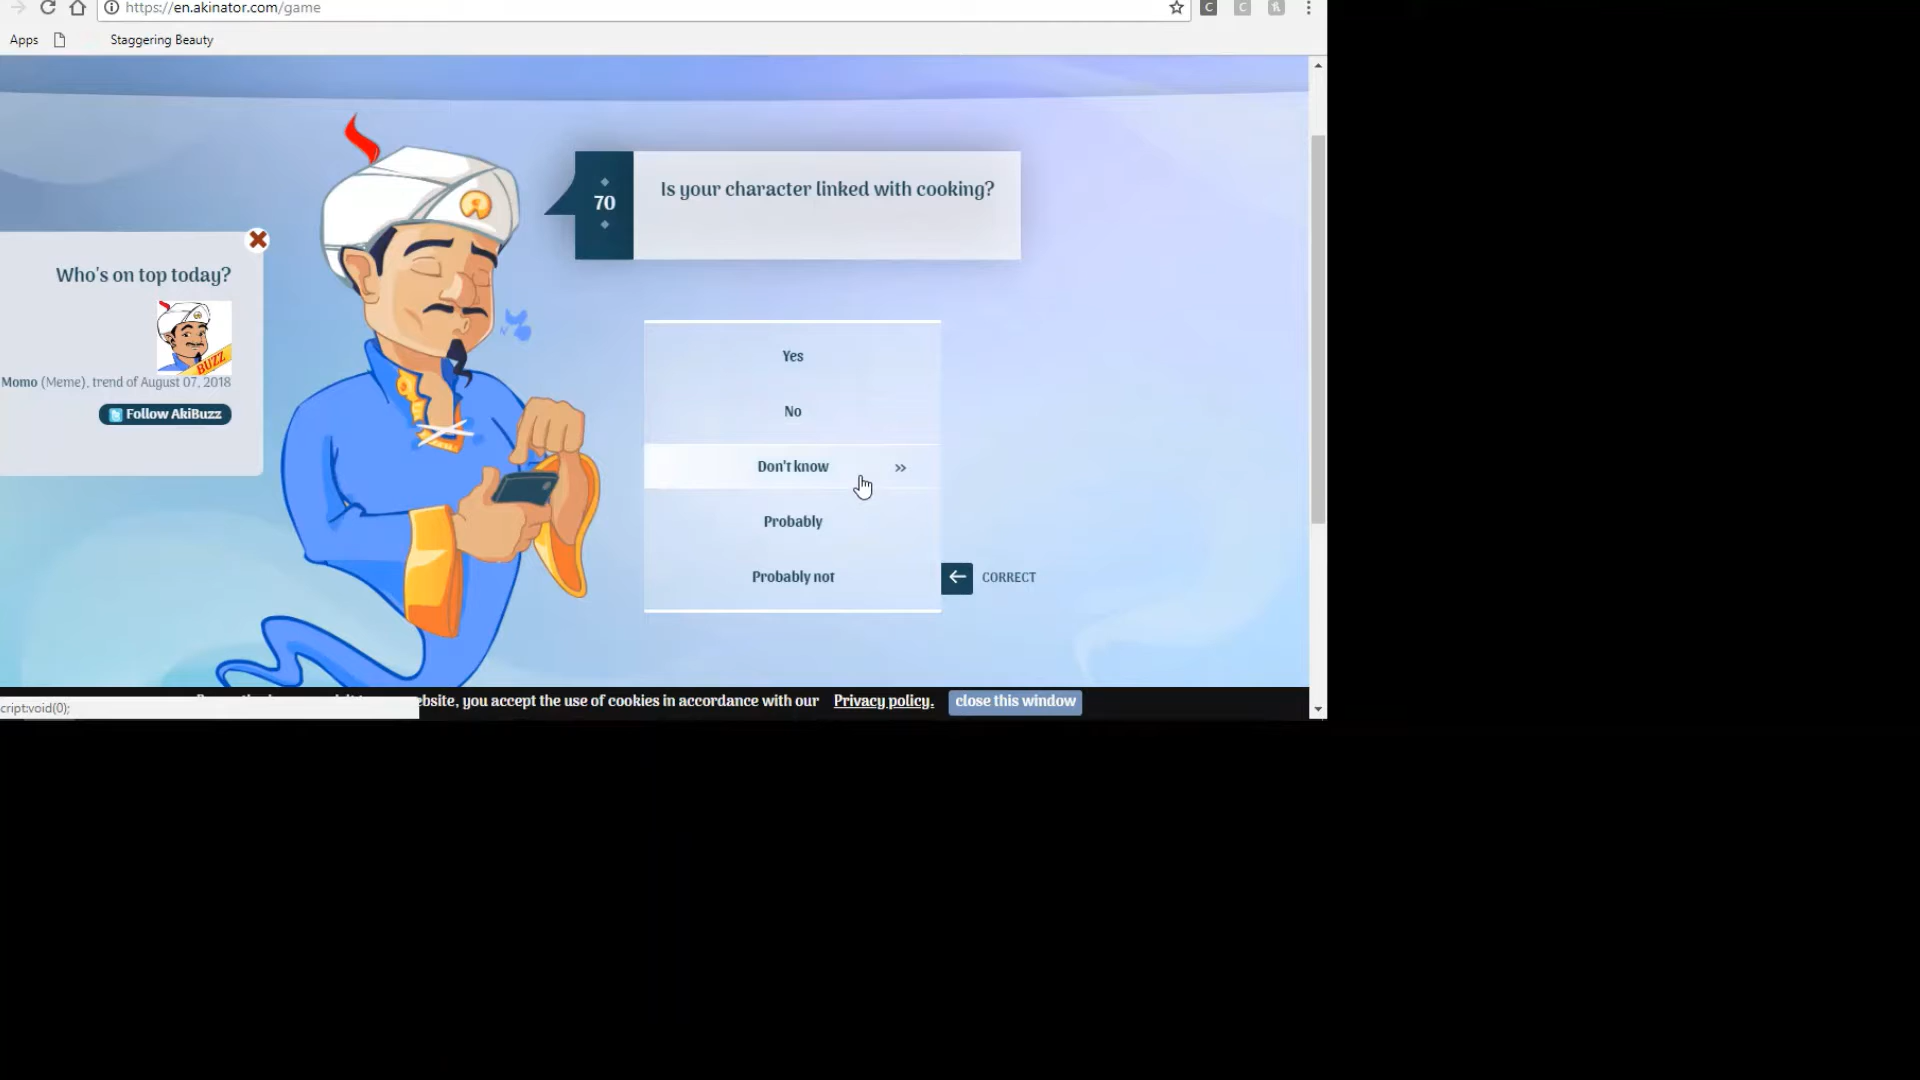 https://en.akinator.com/game
C
C
Apps
Staggering Beauty
70
Is your character linked with cooking?
Who's on top today?
BUZZ
Momo (Meme), trend of August 07, 2018
Follow AkiBuzz
Yes
No
Don't know
»
Probably
Probably not
CORRECT
you accept the use of cookies in accordance with our Privacy policy. close this window
cript:void(0);